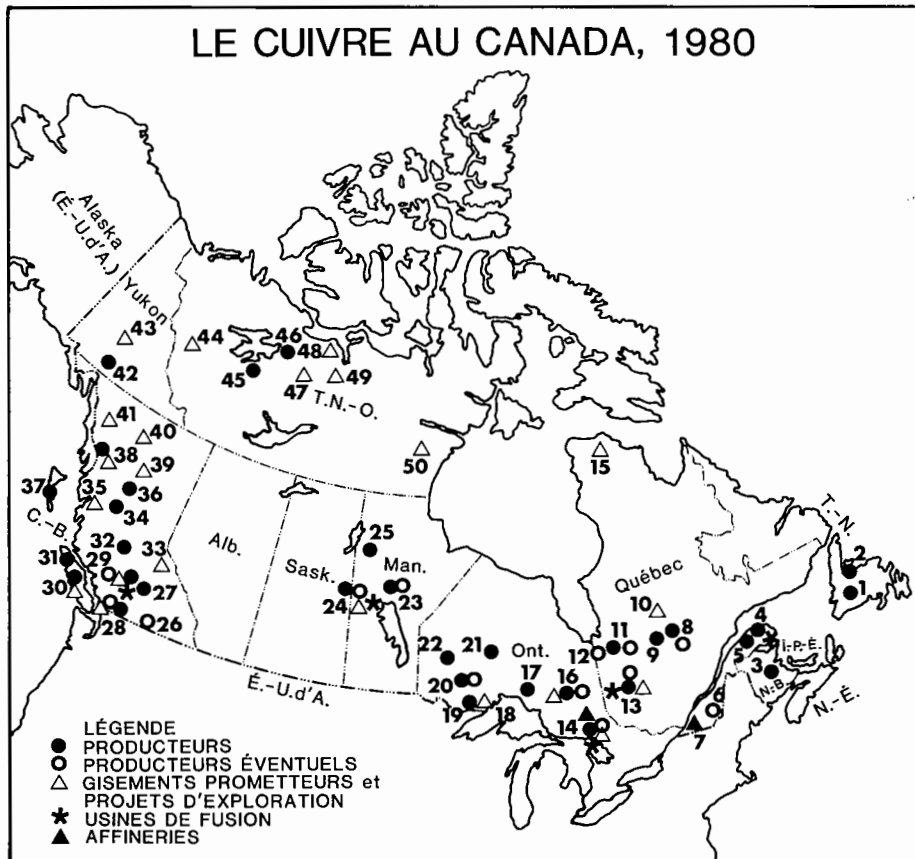 LE CUIVRE AU CANADA, 1980
Alaska
(É.-U.d'A.)
Yukon
43
44
46
48
42
45
47
49
T.N.-O.
41
40
38
39
50
15
37
35
36
34
C.-B.
T.-N.
32
33
25
31
29
Alb.
Sask.
Man.
Québec
2
30
27
24
23
10
1
28
26
22
21
Ont.
12
11
9
8
4
5
Î.-P.-É.
É.-U.d'A.
20
17
16
13
3
N.-B.
6
N.-É.
19
18
14
7
LÉGENDE
PRODUCTEURS
PRODUCTEURS ÉVENTUELS
GISEMENTS PROMETTEURS et
PROJETS D'EXPLORATION
USINES DE FUSION
AFFINERIES